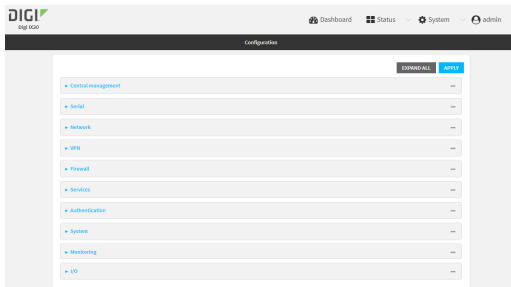 DIGI
Digi IX10
Dashboard
Status
System
admin
Configuration
EXPAND ALL
APPLY
Central management
Serial
Network
VPN
Firewall
Services
Authentication
System
Monitoring
I/O